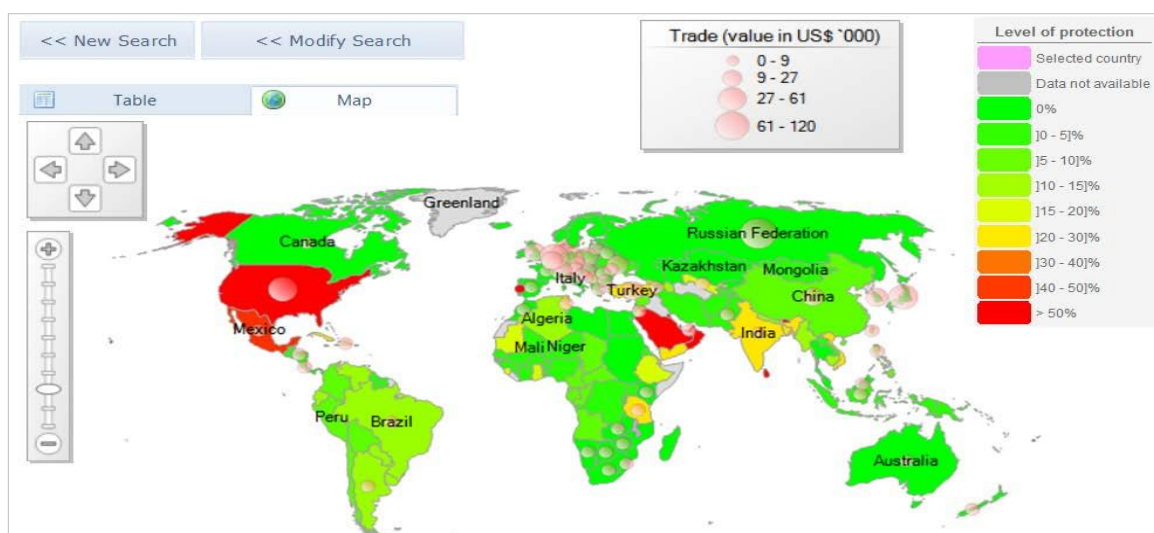 << New Search
<< Modify Search
Table
Map
Trade (value in US$ `000)
0 - 9
9 - 27
27 - 61
61 - 120
Level of protection
Selected country
Data not available
0%
]0 - 5]%
]5 - 10]%
]10 - 15]%
]15 - 20]%
]20 - 30]%
]30 - 40]%
]40 - 50]%
> 50%
Greenland
Canada
Russian Federation
Kazakhstan
Mongolia
Italy
Turkey
China
Mexico
Algeria
India
Mali
Niger
Peru
Brazil
Australia